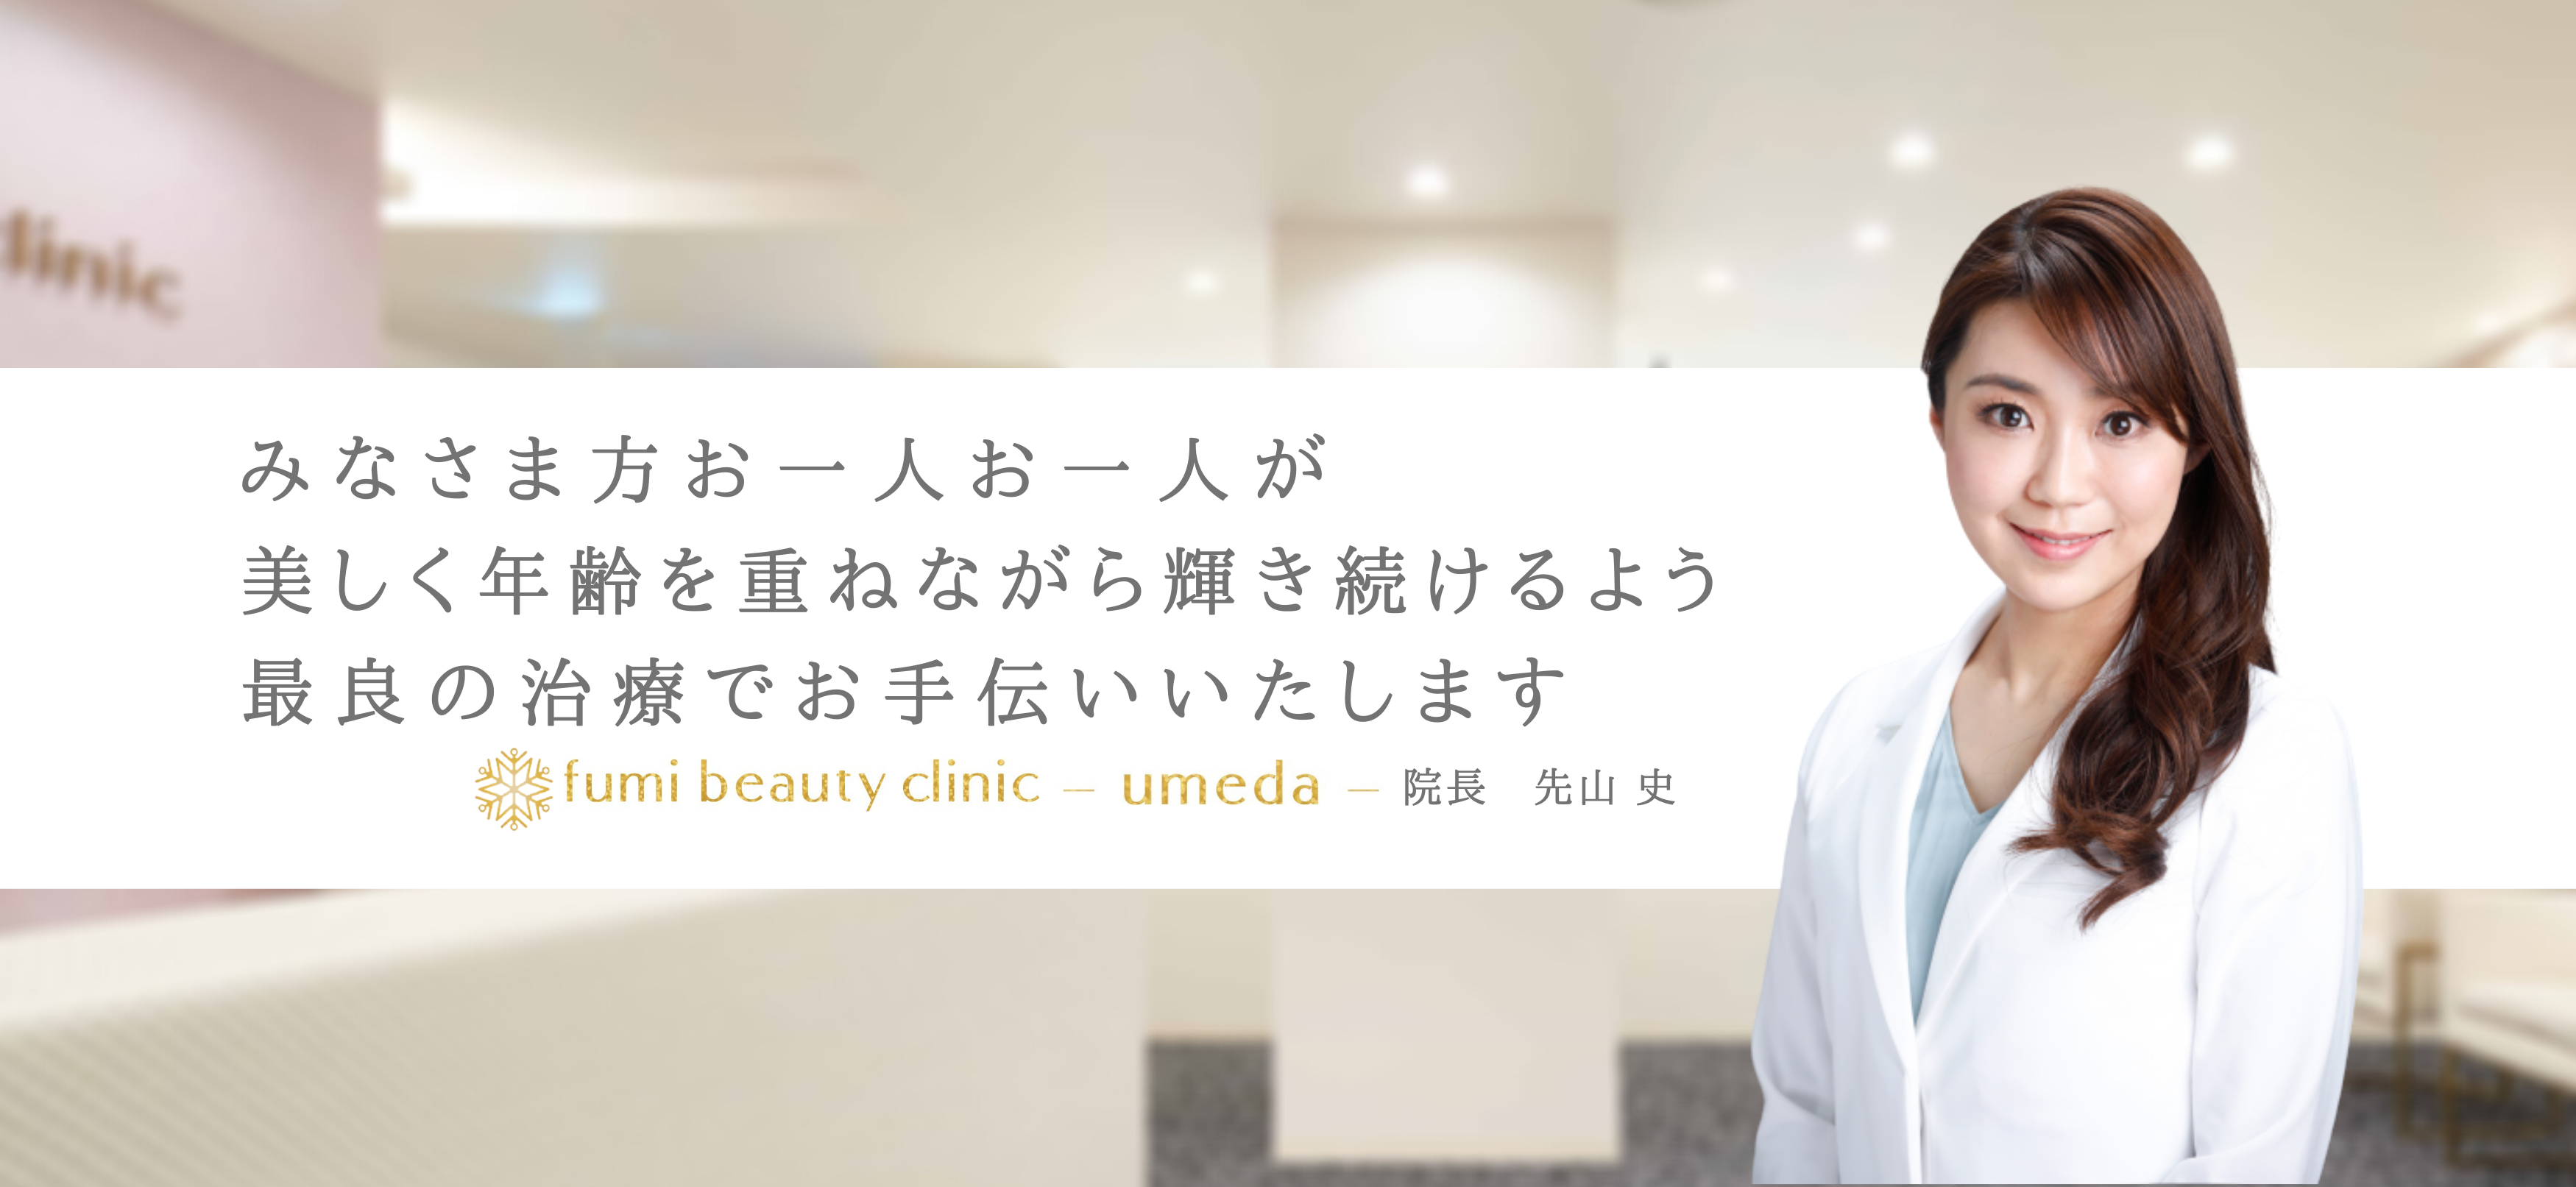 clinic
みなさま方お一人お一人が
美しく年齢を重ねながら輝き続けるよう
最良の治療でお手伝いいたします
fumi beauty clinic – umeda – 院長　先山 史